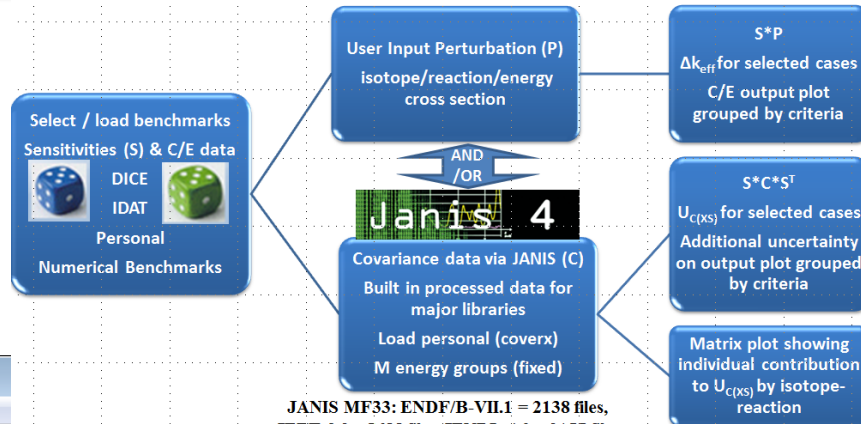 Select / load benchmarks
Sensitivities (S) & C/E data
DICE
IDAT
Personal
Numerical Benchmarks
User Input Perturbation (P)
isotope/reaction/energy
cross section
AND
/OR
Janis 4
Covariance data via JANIS (C)
Built in processed data for
major libraries
Load personal (coverx)
M energy groups (fixed)
S*P
Δkeff for selected cases
C/E output plot
grouped by criteria
S*C*Sᵀ
UC(XS) for selected cases
Additional uncertainty
on output plot grouped
by criteria
Matrix plot showing
individual contribution
to UC(XS) by isotope-
reaction
JANIS MF33: ENDF/B-VII.1 = 2138 files,